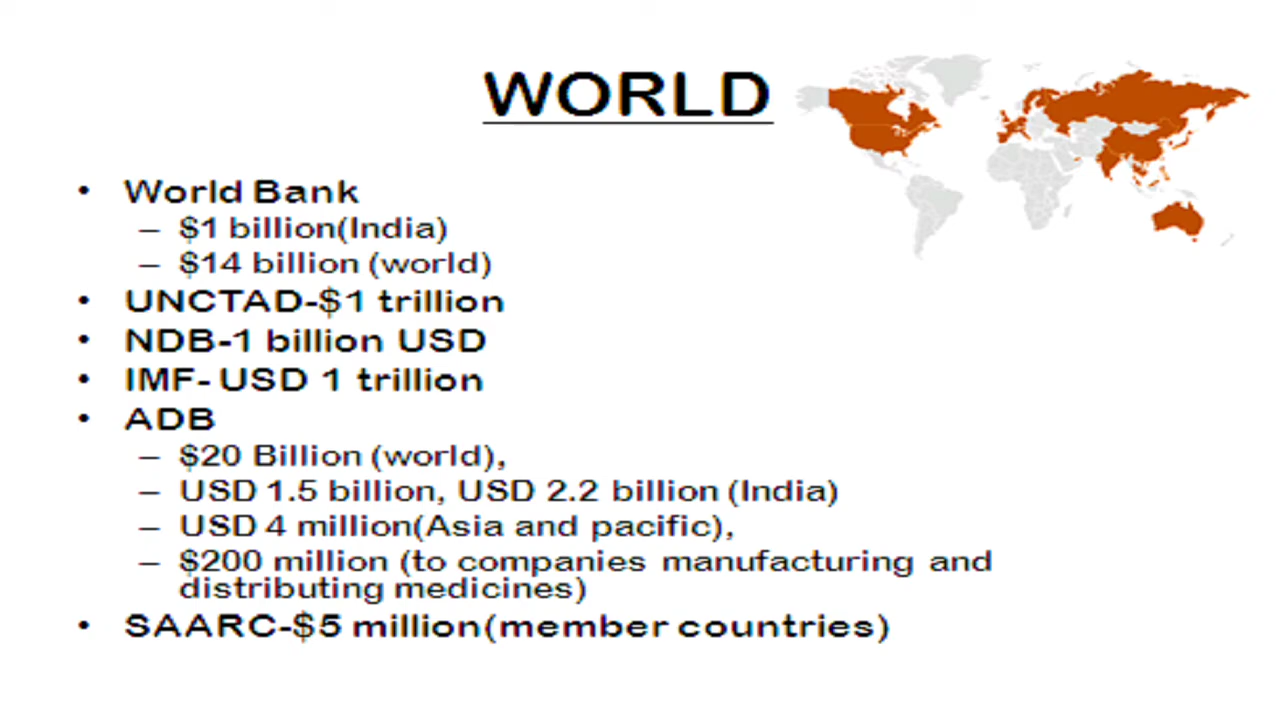 WORLD
• World Bank
– $1 billion(India)
– $14 billion (world)
• UNCTAD-$1 trillion
• NDB-1 billion USD
• IMF- USD 1 trillion
• ADB
– $20 Billion (world),
– USD 1.5 billion, USD 2.2 billion (India)
– USD 4 million(Asia and pacific),
– $200 million (to companies manufacturing and
distributing medicines)
• SAARC-$5 million(member countries)